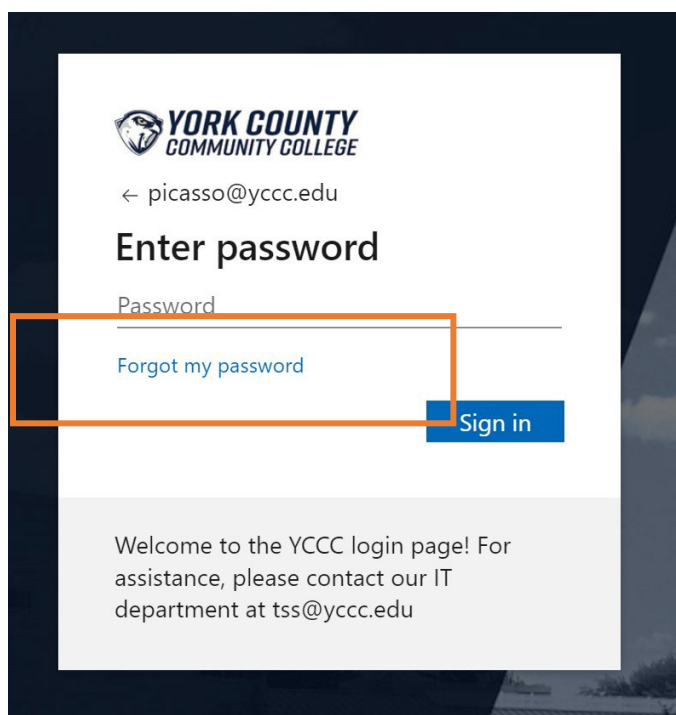 YORK COUNTY
COMMUNITY COLLEGE
← picasso@yccc.edu
Enter password
Password
Forgot my password
Sign in
Welcome to the YCCC login page! For
assistance, please contact our IT
department at tss@yccc.edu